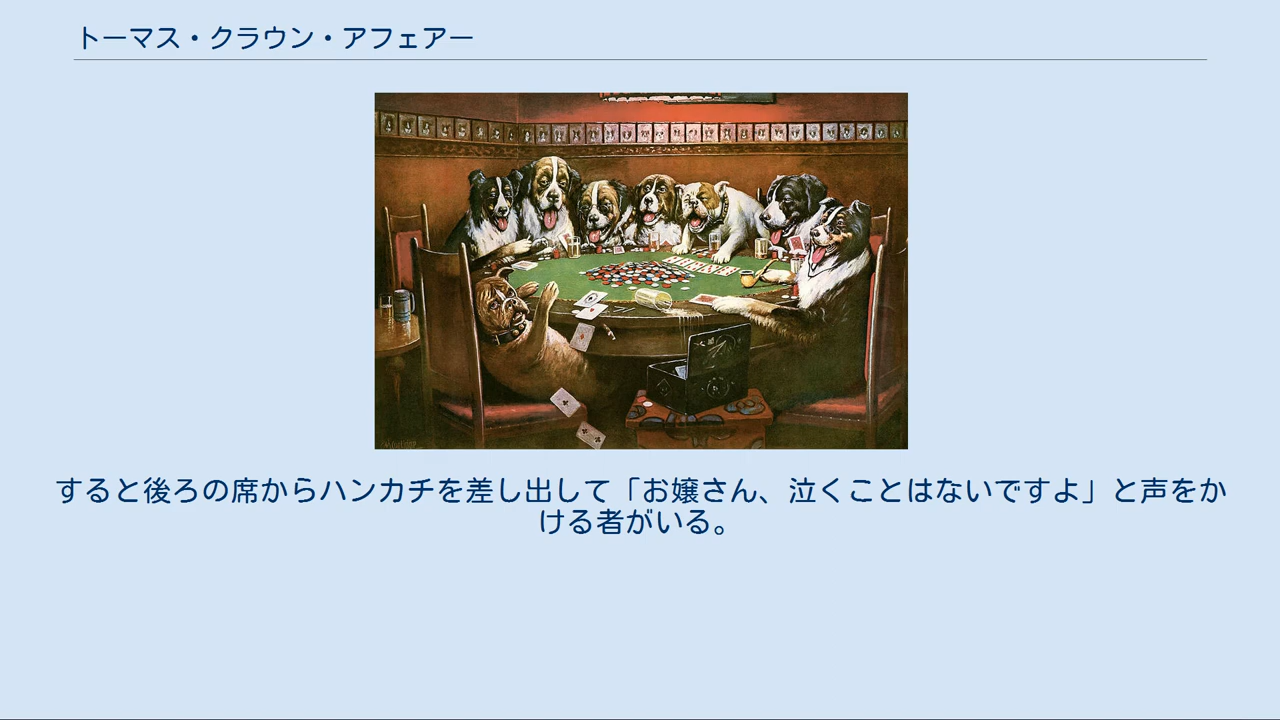 トーマス・クラウン・アフェアー
すると後ろの席からハンカチを差し出して「お嬢さん、泣くことはないですよ」と声をか
ける者がいる。